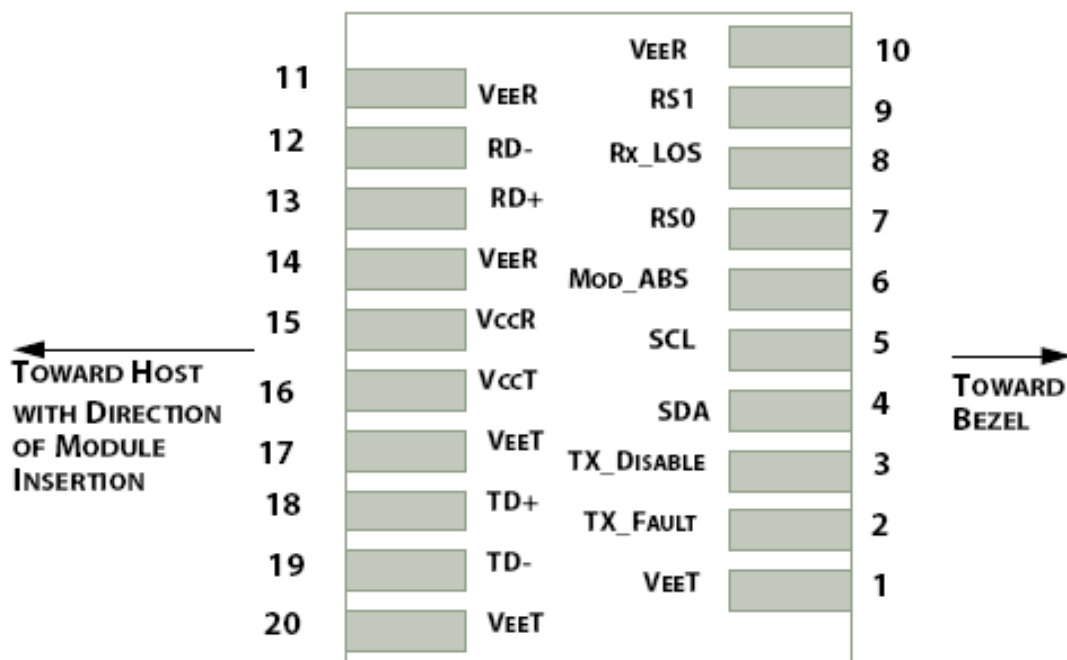 11 VEER
12 RD-
13 RD+
14 VEER
15 VCCR
16 VCCT
17 VEET
18 TD+
19 TD-
20 VEET
VEER 10
RS1 9
RX_LOS 8
RS0 7
MOD_ABS 6
SCL 5
SDA 4
TX_DISABLE 3
TX_FAULT 2
VEET 1
TOWARD HOST
WITH DIRECTION
OF MODULE
INSERTION
TOWARD
BEZEL